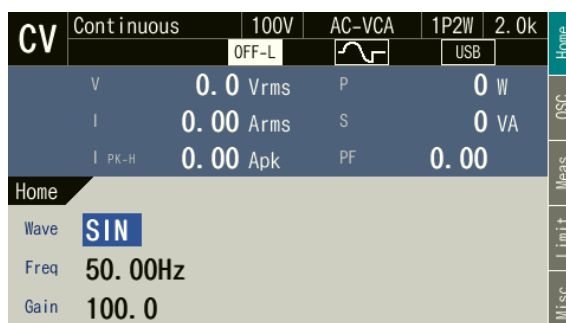 CV Continuous 100V AC-VCA 1P2W 2.0k
OFF-L USB
V 0.0 Vrms P 0 W
I 0.00 Arms S 0 VA
I PK-H 0.00 Apk PF 0.00
Home
Wave SIN
Freq 50.00Hz
Gain 100.0
Home
OSC
Meas
Limit
Misc